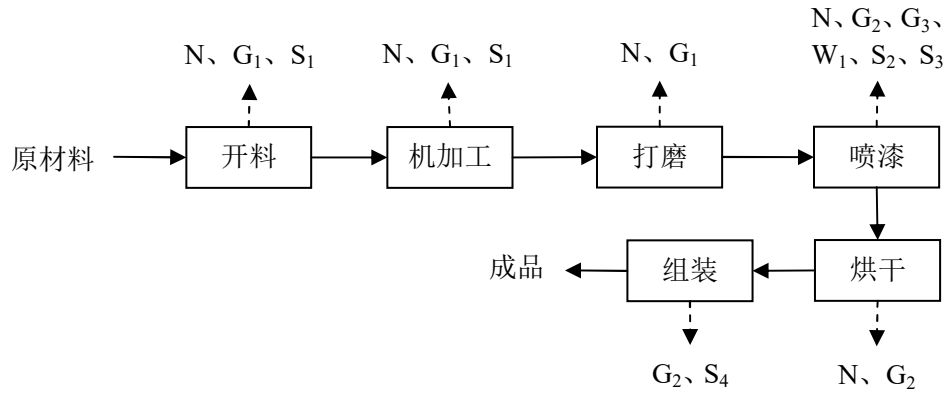 N、G₂、G₃、
W₁、S₂、S₃
N、G₁、S₁
N、G₁、S₁
N、G₁
原材料
开料
机加工
打磨
喷漆
成品
组装
烘干
G₂、S₄
N、G₂